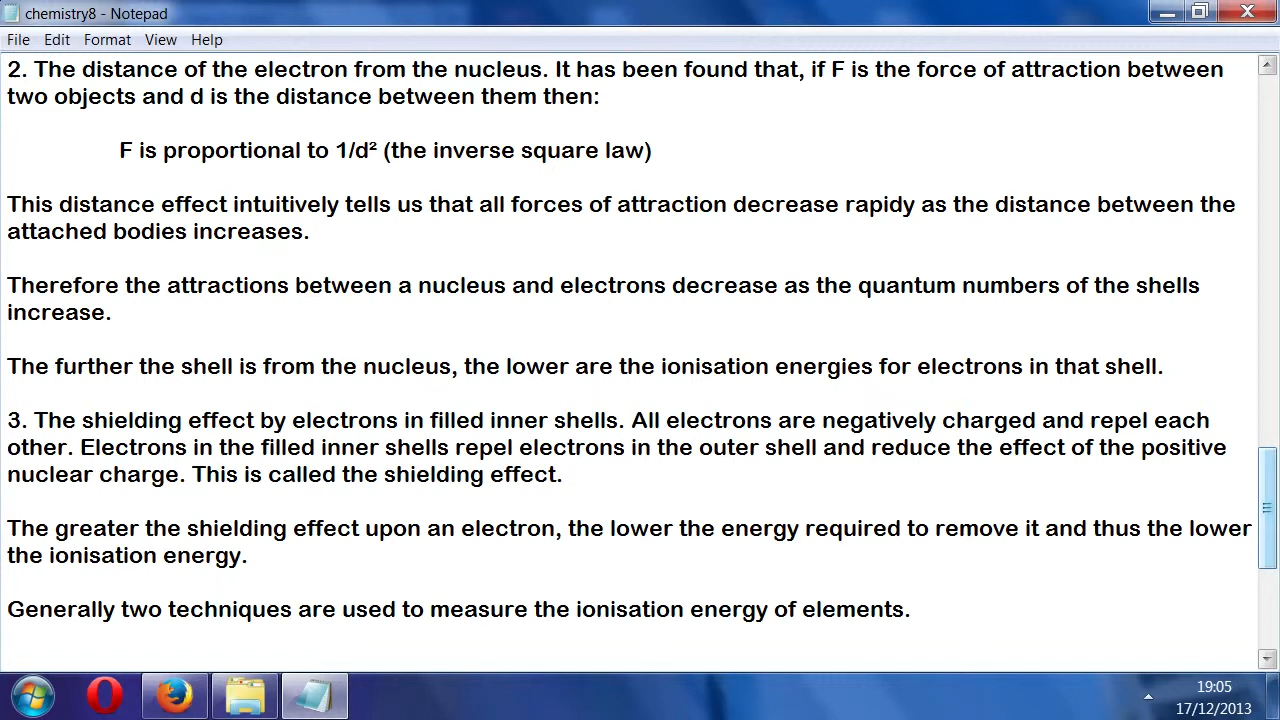 chemistry8 - Notepad
File Edit Format View Help
2. The distance of the electron from the nucleus. It has been found that, if F is the force of attraction between
two objects and d is the distance between them then:
F is proportional to 1/d² (the inverse square law)
This distance effect intuitively tells us that all forces of attraction decrease rapidy as the distance between the
attached bodies increases.
Therefore the attractions between a nucleus and electrons decrease as the quantum numbers of the shells
increase.
The further the shell is from the nucleus, the lower are the ionisation energies for electrons in that shell.
3. The shielding effect by electrons in filled inner shells. All electrons are negatively charged and repel each
other. Electrons in the filled inner shells repel electrons in the outer shell and reduce the effect of the positive
nuclear charge. This is called the shielding effect.
The greater the shielding effect upon an electron, the lower the energy required to remove it and thus the lower
the ionisation energy.
Generally two techniques are used to measure the ionisation energy of elements.
19:05
17/12/2013